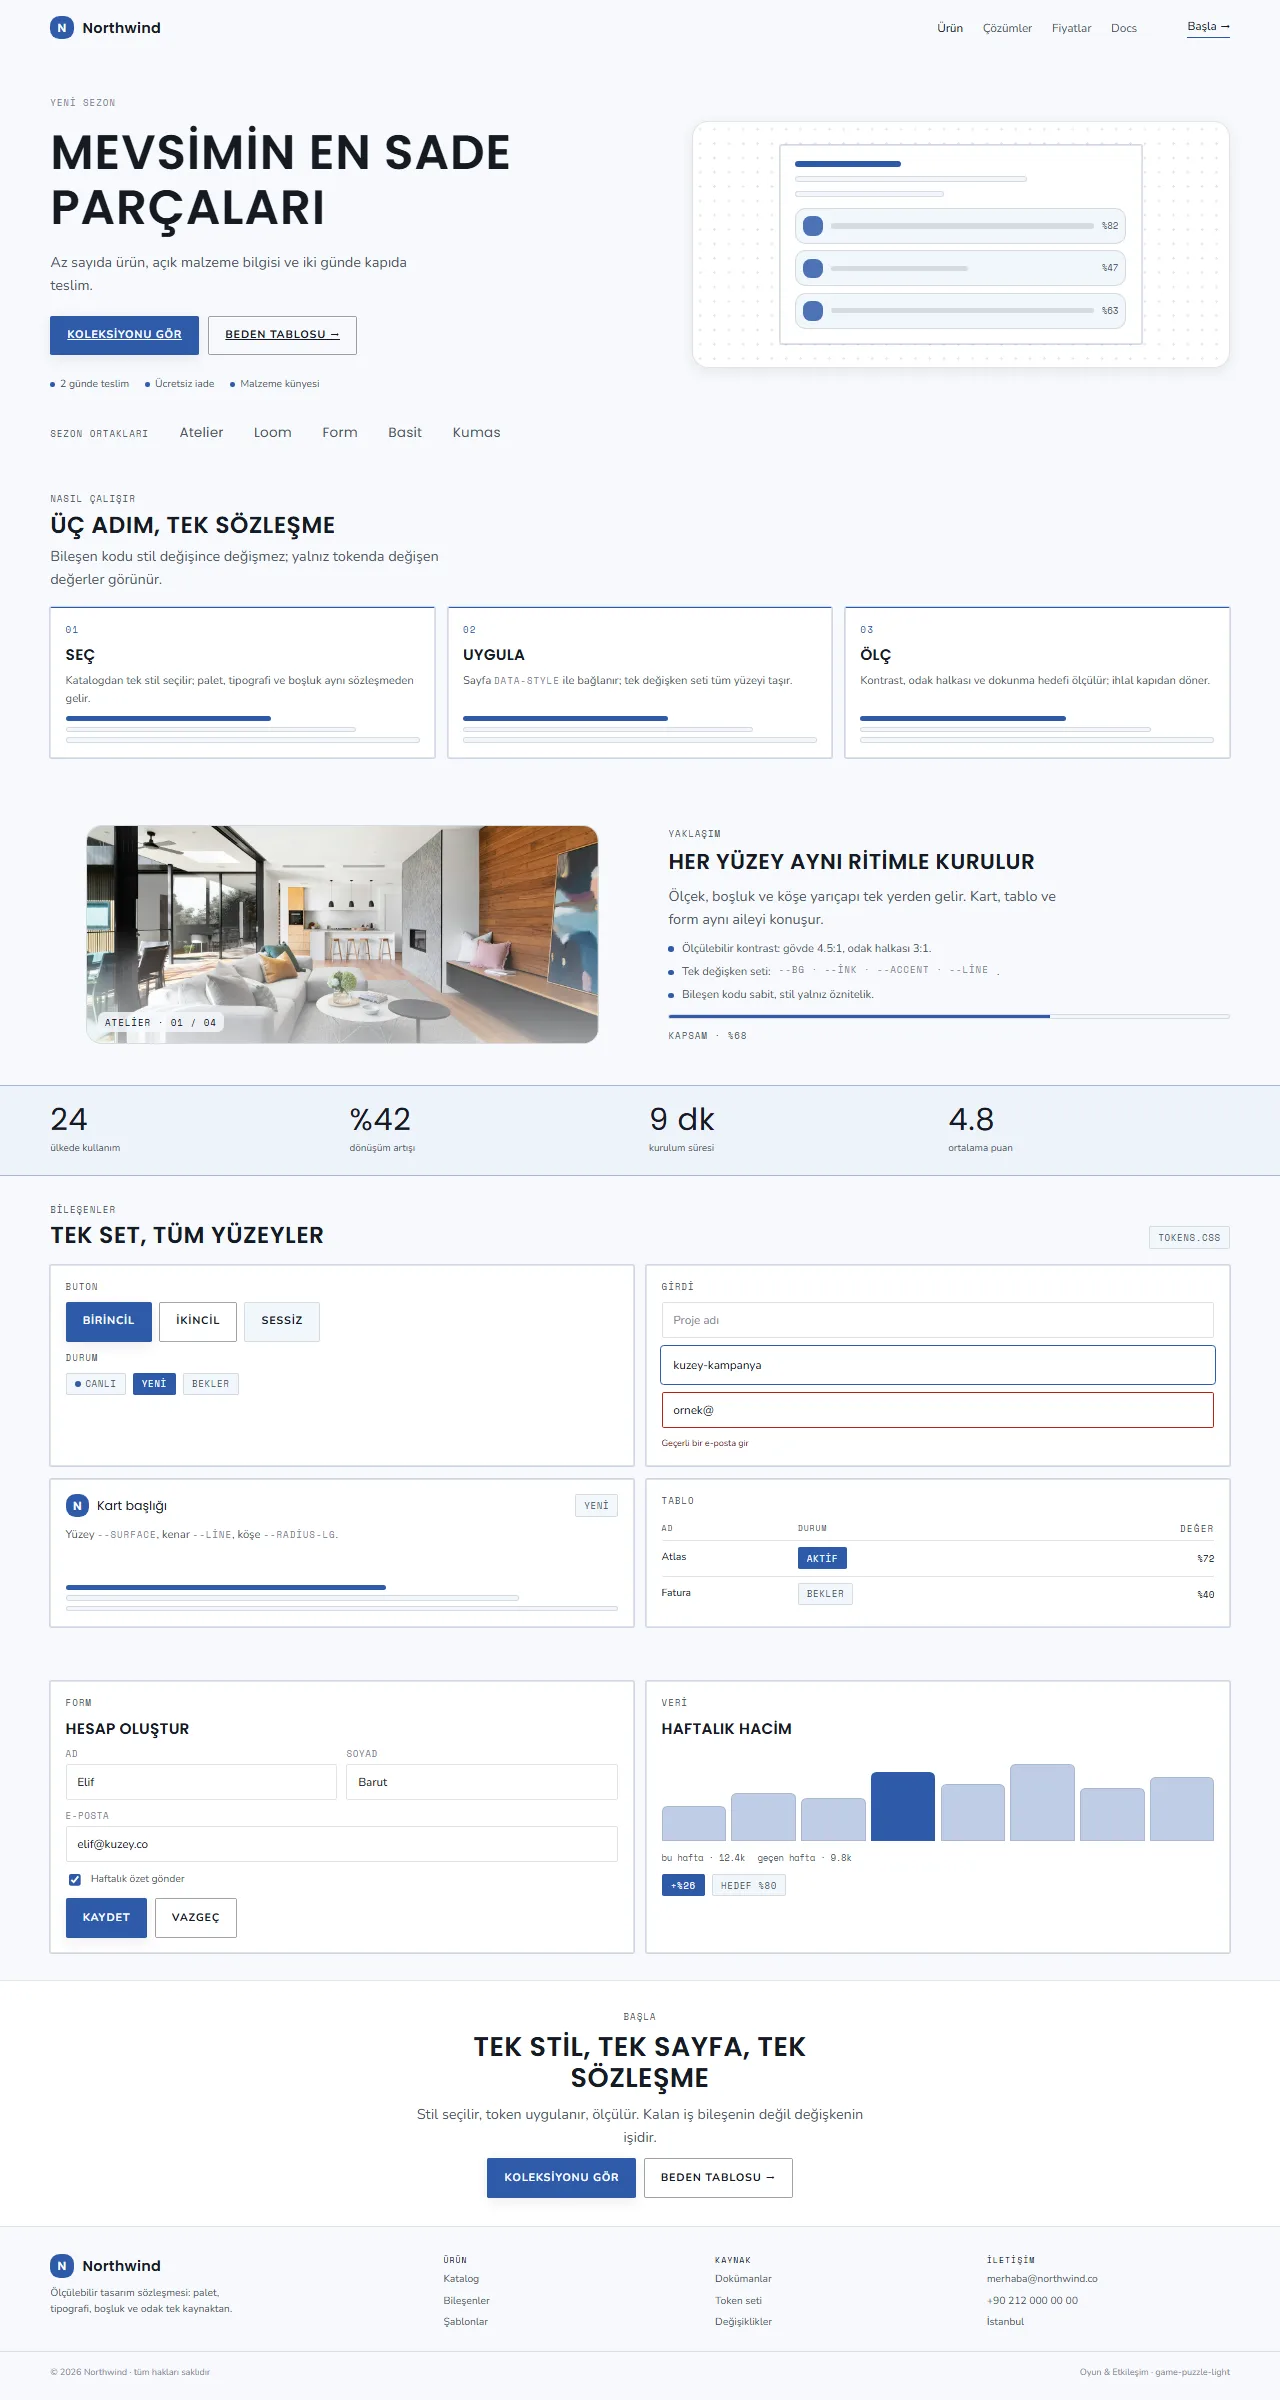 N Northwind
Ürün Çözümler Fiyatlar Docs Başla →
YENİ SEZON
MEVSİMİN EN SADE
PARÇALARI
Az sayıda ürün, açık malzeme bilgisi ve iki günde kapıda
teslim.
KOLEKSİYONU GÖR BEDEN TABLOSU →
2 günde teslim Ücretsiz iade Malzeme künyesi
%82
%47
%63
SEZON ORTAKLARI Atelier Loom Form Basit Kumas
NASIL ÇALIŞIR
ÜÇ ADIM, TEK SÖZLEŞME
Bileşen kodu stil değişince değişmez; yalnız tokenda değişen
değerler görünür.
01
SEÇ
Katalogdan tek stil seçilir; palet, tipografi ve boşluk aynı sözleşmeden
gelir.
02
UYGULA
Sayfa DATA-STYLE ile bağlanır; tek değişken seti tüm yüzeyi taşır.
03
ÖLÇ
Kontrast, odak halkası ve dokunma hedefi ölçülür; ihlal kapıdan döner.
ATELİER · 01 / 04
YAKLAŞIM
HER YÜZEY AYNI RİTİMLE KURULUR
Ölçek, boşluk ve köşe yarıçapı tek yerden gelir. Kart, tablo ve
form aynı aileyi konuşur.
Ölçülebilir kontrast: gövde 4.5:1, odak halkası 3:1.
Tek değişken seti: --BG · --İNK · --ACCENT · --LİNE .
Bileşen kodu sabit, stil yalnız öznitelik.
KAPSAM · %68
24
ülkede kullanım
%42
dönüşüm artışı
9 dk
kurulum süresi
4.8
ortalama puan
BİLEŞENLER
TEK SET, TÜM YÜZEYLER
TOKENS.CSS
BUTON
BİRİNCİL İKİNCİL SESSİZ
DURUM
CANLI YENİ BEKLER
GİRDİ
Proje adı
kuzey-kampanya
ornek@
Geçerli bir e-posta gir
N Kart başlığı YENİ
Yüzey --SURFACE, kenar --LİNE, köşe --RADİUS-LG.
TABLO
AD DURUM DEĞER
Atlas AKTİF %72
Fatura BEKLER %40
FORM
HESAP OLUŞTUR
AD SOYAD
Elif Barut
E-POSTA
elif@kuzey.co
Haftalık özet gönder
KAYDET VAZGEÇ
VERİ
HAFTALIK HACİM
bu hafta · 12.4k geçen hafta · 9.8k
+%26 HEDEF %80
BAŞLA
TEK STİL, TEK SAYFA, TEK
SÖZLEŞME
Stil seçilir, token uygulanır, ölçülür. Kalan iş bileşenin değil değişkenin
işidir.
KOLEKSİYONU GÖR BEDEN TABLOSU →
N Northwind
Ölçülebilir tasarım sözleşmesi: palet,
tipografi, boşluk ve odak tek kaynaktan.
ÜRÜN
Katalog
Bileşenler
Şablonlar
KAYNAK
Dokümanlar
Token seti
Değişiklikler
İLETİŞİM
merhaba@northwind.co
+90 212 000 00 00
İstanbul
© 2026 Northwind · tüm hakları saklıdır
Oyun & Etkileşim · game-puzzle-light